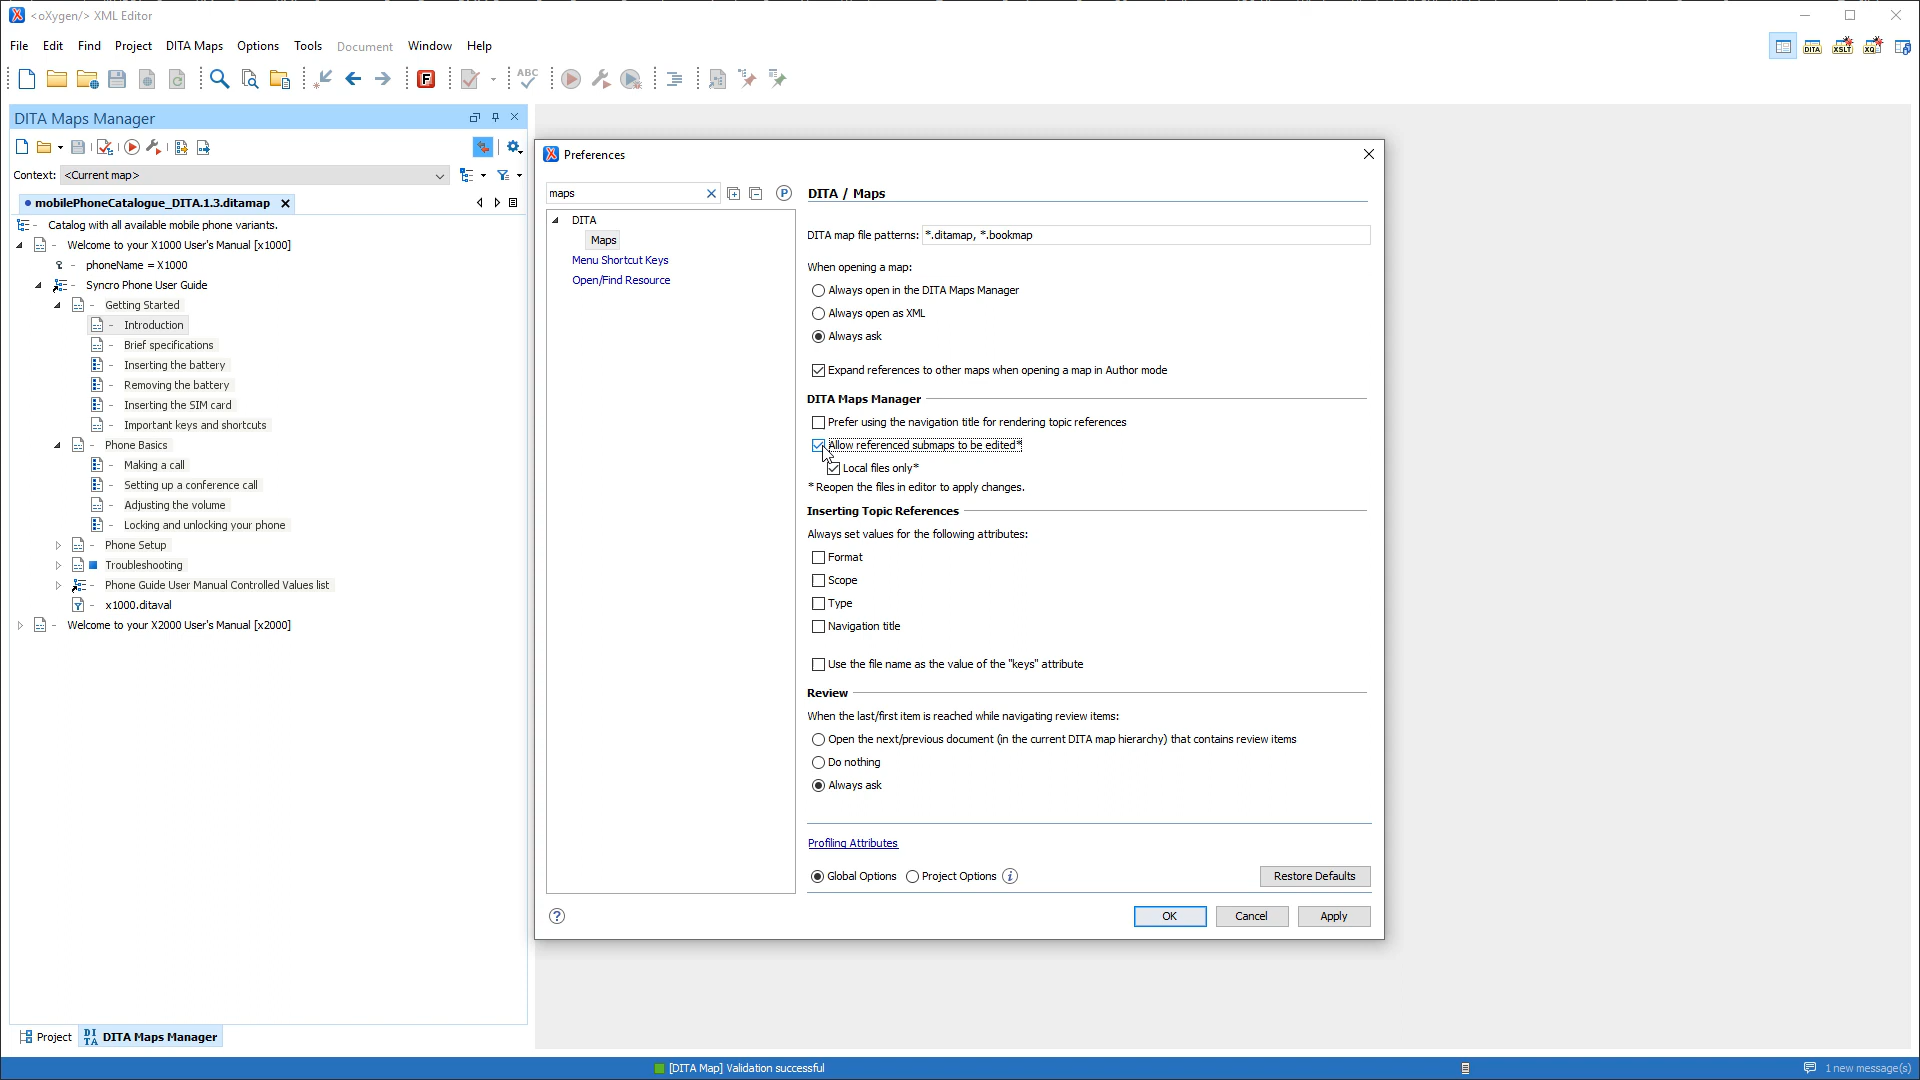 <oXygen/> XML Editor
File Edit Find Project DITA Maps Options Tools Document Window Help
DITA XSLT XQ
F ABC
DITA Maps Manager
Context: <Current map>
mobilePhoneCatalogue_DITA.1.3.ditamap
Catalog with all available mobile phone variants.
Welcome to your X1000 User's Manual [x1000]
phoneName = X1000
Syncro Phone User Guide
Getting Started
Introduction
Brief specifications
Inserting the battery
Removing the battery
Inserting the SIM card
Important keys and shortcuts
Phone Basics
Making a call
Setting up a conference call
Adjusting the volume
Locking and unlocking your phone
Phone Setup
Troubleshooting
Phone Guide User Manual Controlled Values list
x1000.ditaval
Welcome to your X2000 User's Manual [x2000]
Project DITA DITA Maps Manager
Preferences
maps
P
DITA
Maps
Menu Shortcut Keys
Open/Find Resource
DITA / Maps
DITA map file patterns: *.ditamap, *.bookmap
When opening a map:
Always open in the DITA Maps Manager
Always open as XML
Always ask
Expand references to other maps when opening a map in Author mode
DITA Maps Manager
Prefer using the navigation title for rendering topic references
Allow referenced submaps to be edited*
Local files only*
* Reopen the files in editor to apply changes.
Inserting Topic References
Always set values for the following attributes:
Format
Scope
Type
Navigation title
Use the file name as the value of the "keys" attribute
Review
When the last/first item is reached while navigating review items:
Open the next/previous document (in the current DITA map hierarchy) that contains review items
Do nothing
Always ask
Profiling Attributes
Global Options Project Options i Restore Defaults
? OK Cancel Apply
[DITA Map] Validation successful 1 new message(s)